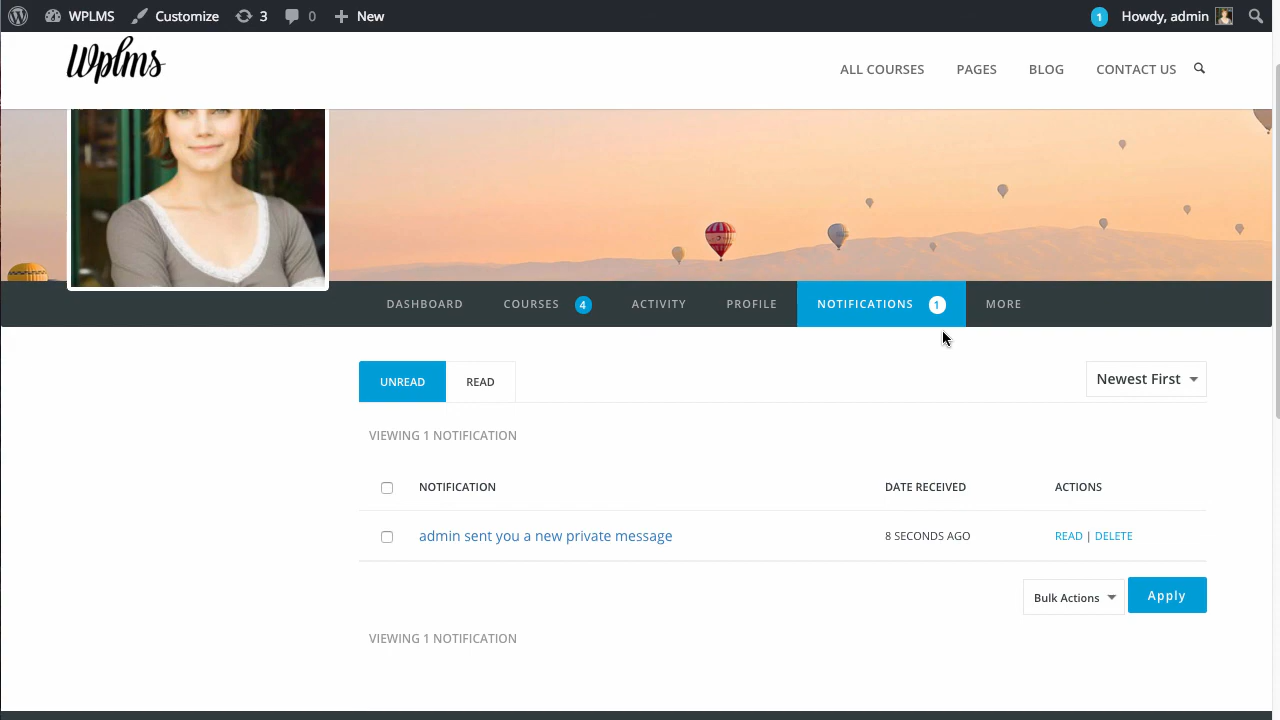 WPLMS Customize 3 0 New 1 Howdy, admin
Wplms ALL COURSES PAGES BLOG CONTACT US
DASHBOARD COURSES 4 ACTIVITY PROFILE NOTIFICATIONS 1 MORE
UNREAD READ Newest First
VIEWING 1 NOTIFICATION
NOTIFICATION DATE RECEIVED ACTIONS
admin sent you a new private message 8 SECONDS AGO READ | DELETE
Bulk Actions Apply
VIEWING 1 NOTIFICATION